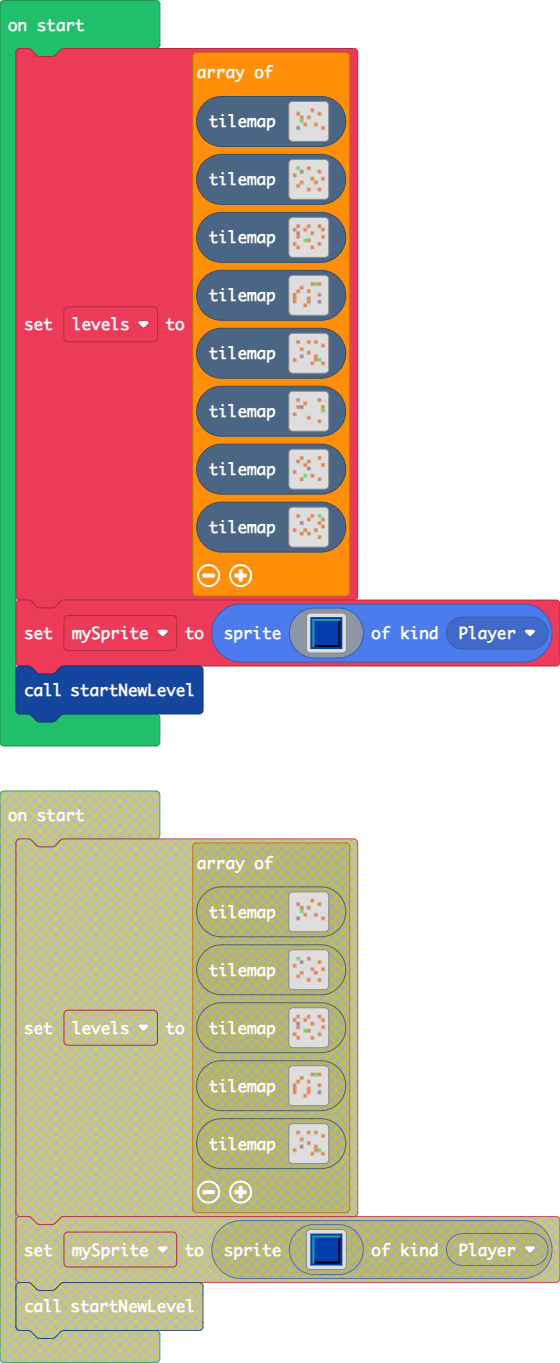 on start
array of
tilemap
tilemap
tilemap
tilemap
set levels to
tilemap
tilemap
tilemap
tilemap
set mySprite to sprite of kind Player
call startNewLevel
on start
array of
tilemap
tilemap
set levels to tilemap
tilemap
tilemap
set mySprite to sprite of kind Player
call startNewLevel